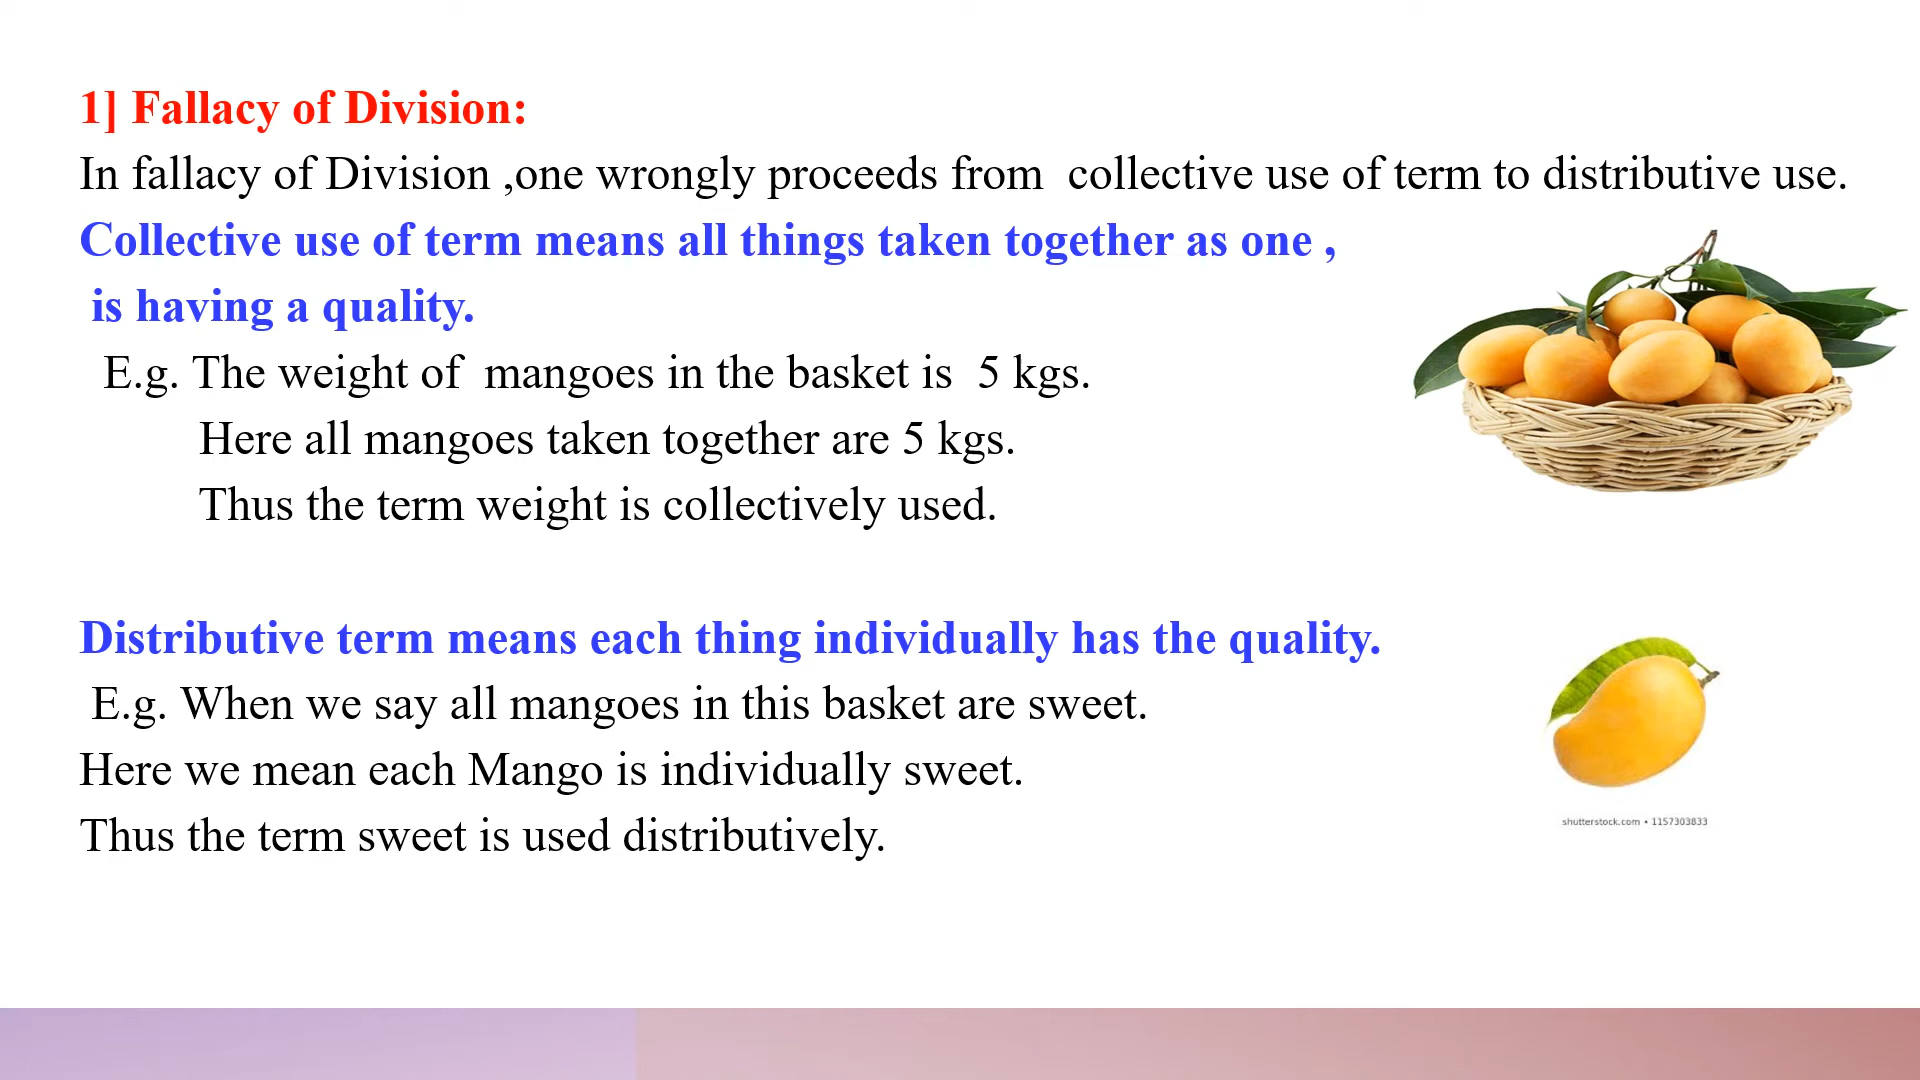 1] Fallacy of Division:
In fallacy of Division ,one wrongly proceeds from  collective use of term to distributive use.
Collective use of term means all things taken together as one ,
is having a quality.
E.g. The weight of  mangoes in the basket is  5 kgs.
Here all mangoes taken together are 5 kgs.
Thus the term weight is collectively used.
Distributive term means each thing individually has the quality.
E.g. When we say all mangoes in this basket are sweet.
Here we mean each Mango is individually sweet.
shutterstock.com • 1157303833
Thus the term sweet is used distributively.